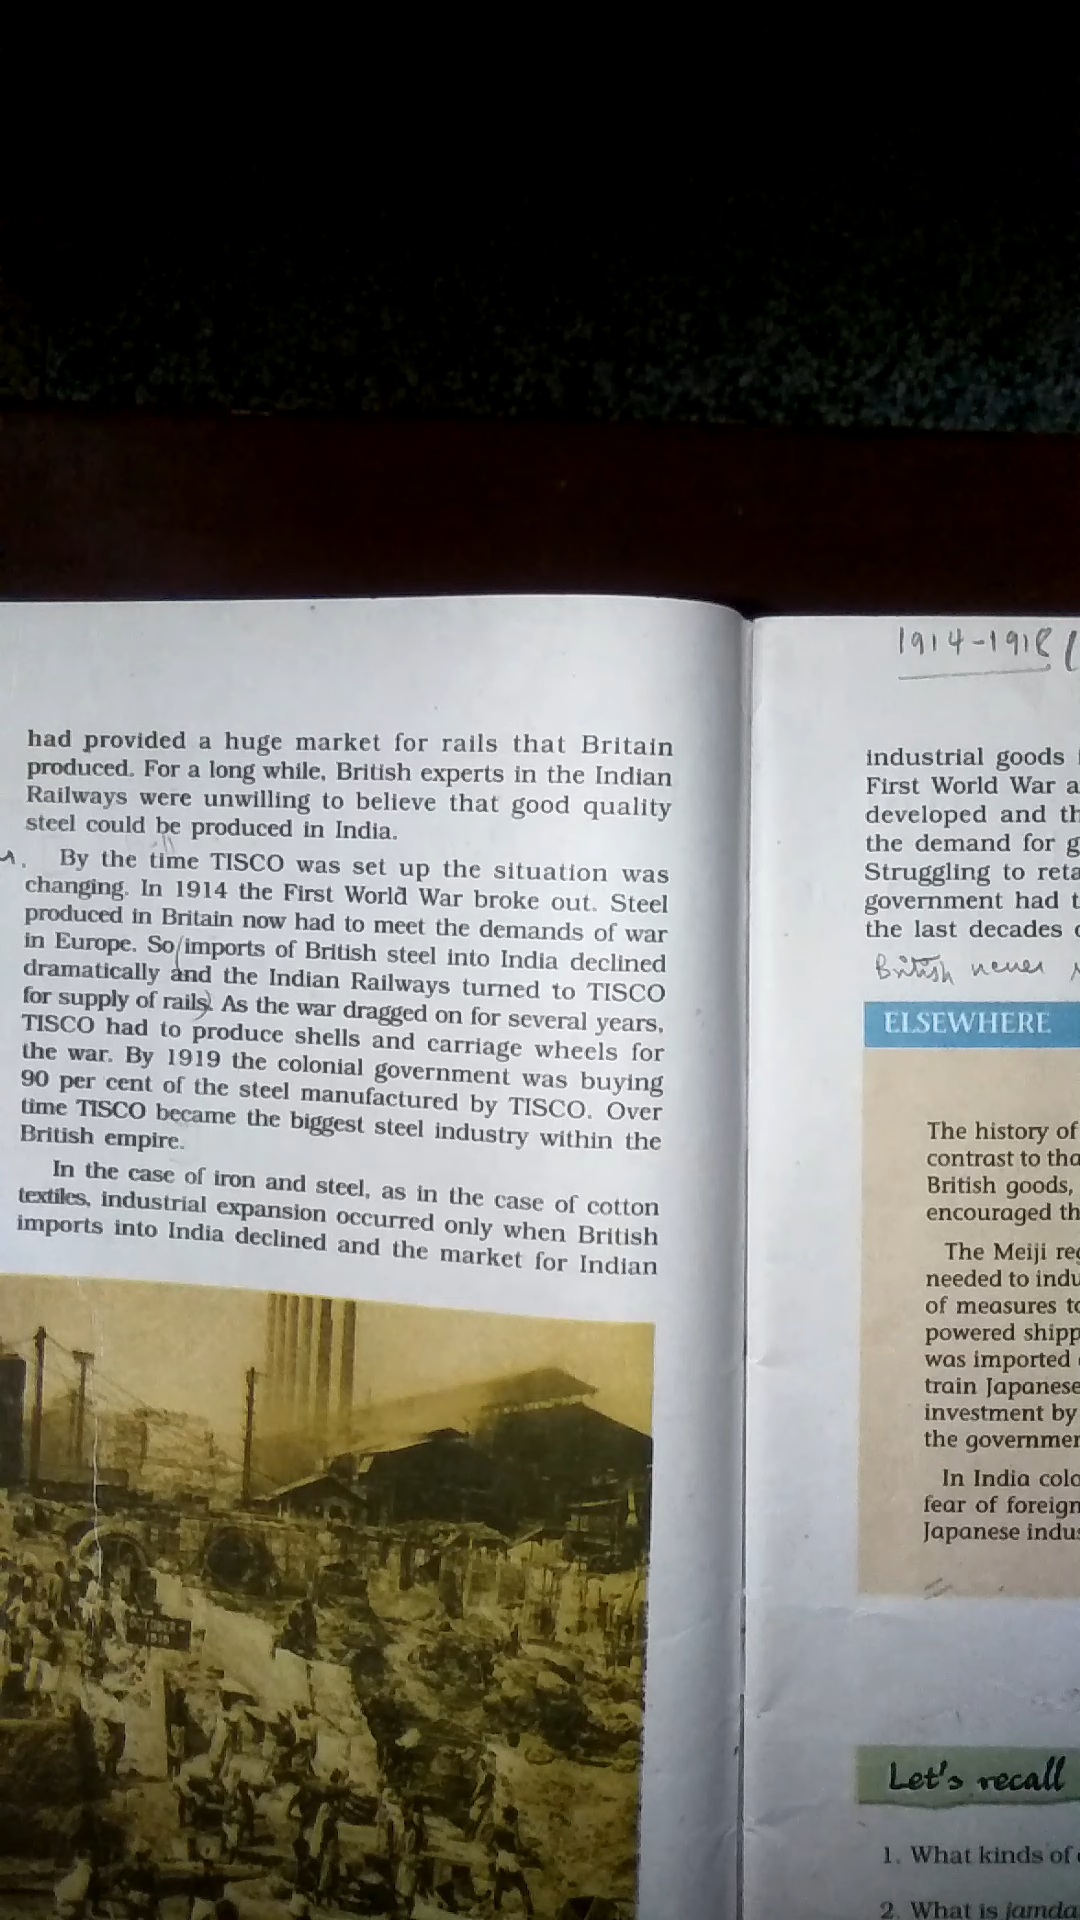 had provided a huge market for rails that Britain
produced. For a long while, British experts in the Indian
Railways were unwilling to believe that good quality
steel could be produced in India.
By the time TISCO was set up the situation was
changing. In 1914 the First World War broke out. Steel
produced in Britain now had to meet the demands of war
in Europe. So imports of British steel into India declined
dramatically and the Indian Railways turned to TISCO
for supply of rails. As the war dragged on for several years,
TISCO had to produce shells and carriage wheels for
the war. By 1919 the colonial government was buying
90 per cent of the steel manufactured by TISCO. Over
time TISCO became the biggest steel industry within the
British empire.
In the case of iron and steel, as in the case of cotton
textiles, industrial expansion occurred only when British
imports into India declined and the market for Indian
1914-1918 (
industrial goods
First World War a
developed and th
the demand for g
Struggling to reta
government had t
the last decades
British never
ELSEWHERE
The history of
contrast to tha
British goods,
encouraged th
The Meiji reg
needed to indu
of measures to
powered shipp
was imported
train Japanese
investment by
the governmen
In India colo
fear of foreign
Japanese indus
Let's recall
1. What kinds of
2. What is jamda